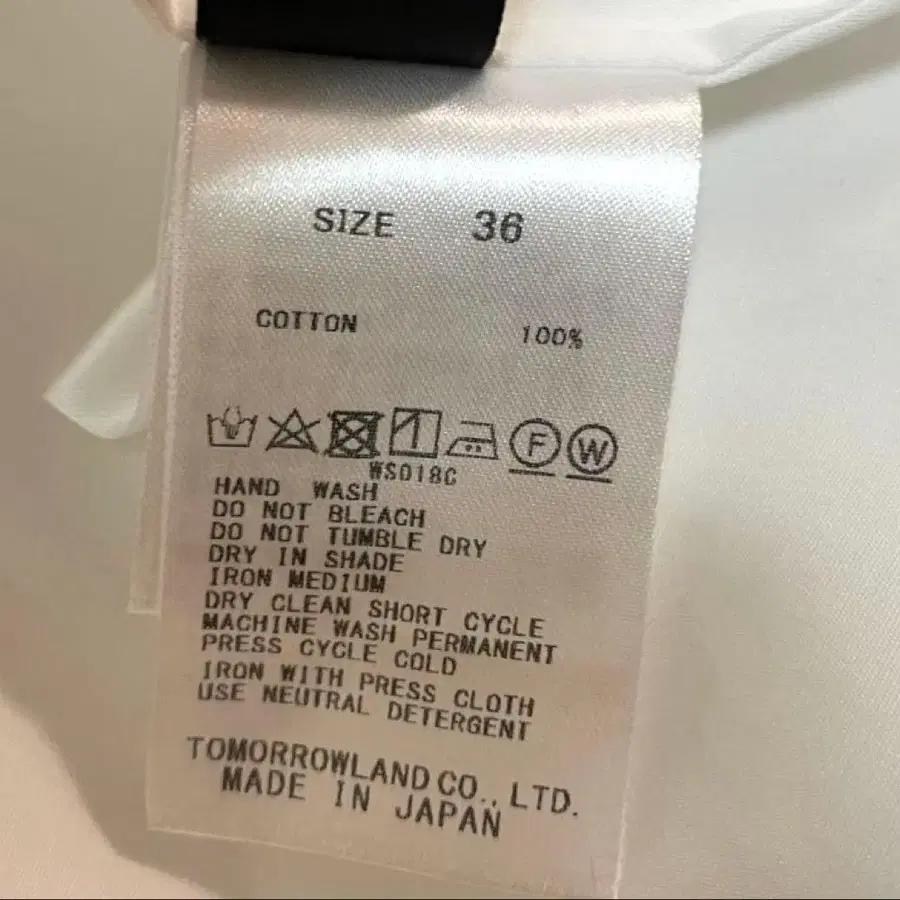 SIZE 36
COTTON 100%
F W
WS018C
HAND WASH
DO NOT BLEACH
DO NOT TUMBLE DRY
DRY IN SHADE
IRON MEDIUM
DRY CLEAN SHORT CYCLE
MACHINE WASH PERMANENT
PRESS CYCLE COLD
IRON WITH PRESS CLOTH
USE NEUTRAL DETERGENT
TOMORROWLAND CO., LTD.
MADE IN JAPAN